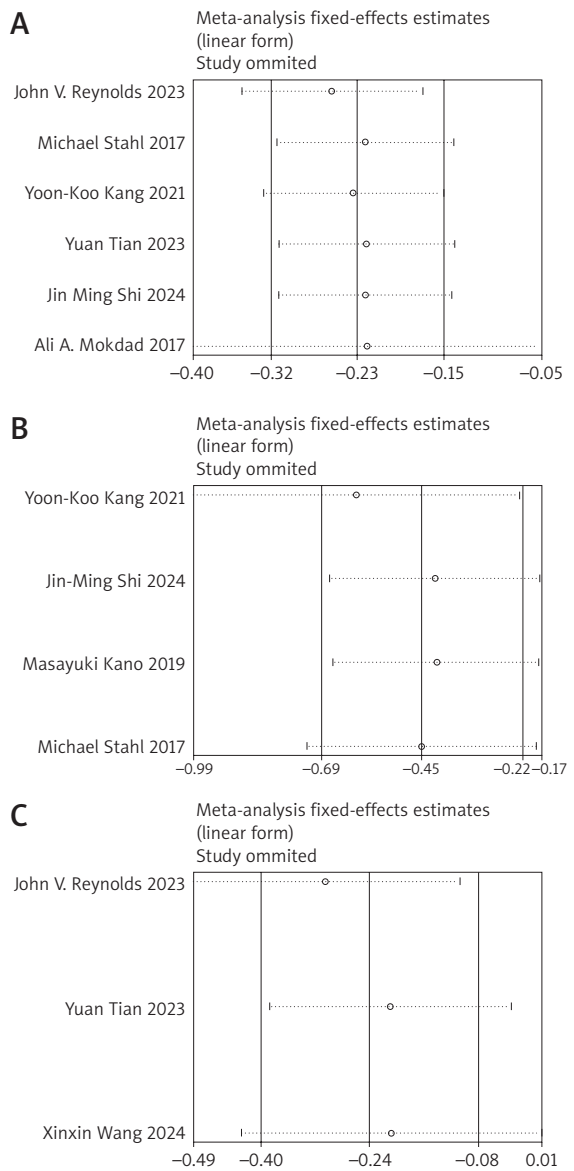 A
Meta-analysis fixed-effects estimates
(linear form)
Study ommited
John V. Reynolds 2023
Michael Stahl 2017
Yoon-Koo Kang 2021
Yuan Tian 2023
Jin Ming Shi 2024
Ali A. Mokdad 2017
−0.40 −0.32 −0.23 −0.15 −0.05
B
Meta-analysis fixed-effects estimates
(linear form)
Study ommited
Yoon-Koo Kang 2021
Jin-Ming Shi 2024
Masayuki Kano 2019
Michael Stahl 2017
−0.99 −0.69 −0.45 −0.22 −0.17
C
Meta-analysis fixed-effects estimates
(linear form)
Study ommited
John V. Reynolds 2023
Yuan Tian 2023
Xinxin Wang 2024
−0.49 −0.40 −0.24 −0.08 0.01